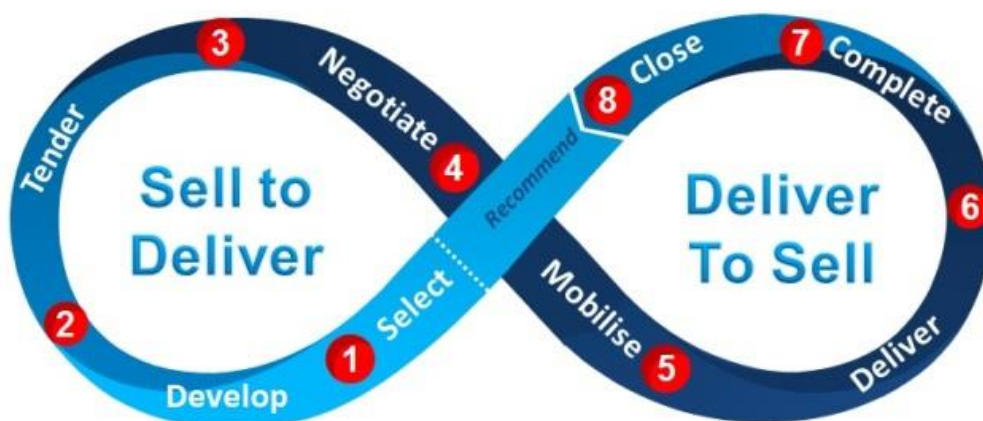 3
7
Negotiate
Close
Complete
8
Tender
4
Recommend
Sell to
Deliver
Deliver
To Sell
6
Select
Mobilise
2
1
5
Deliver
Develop